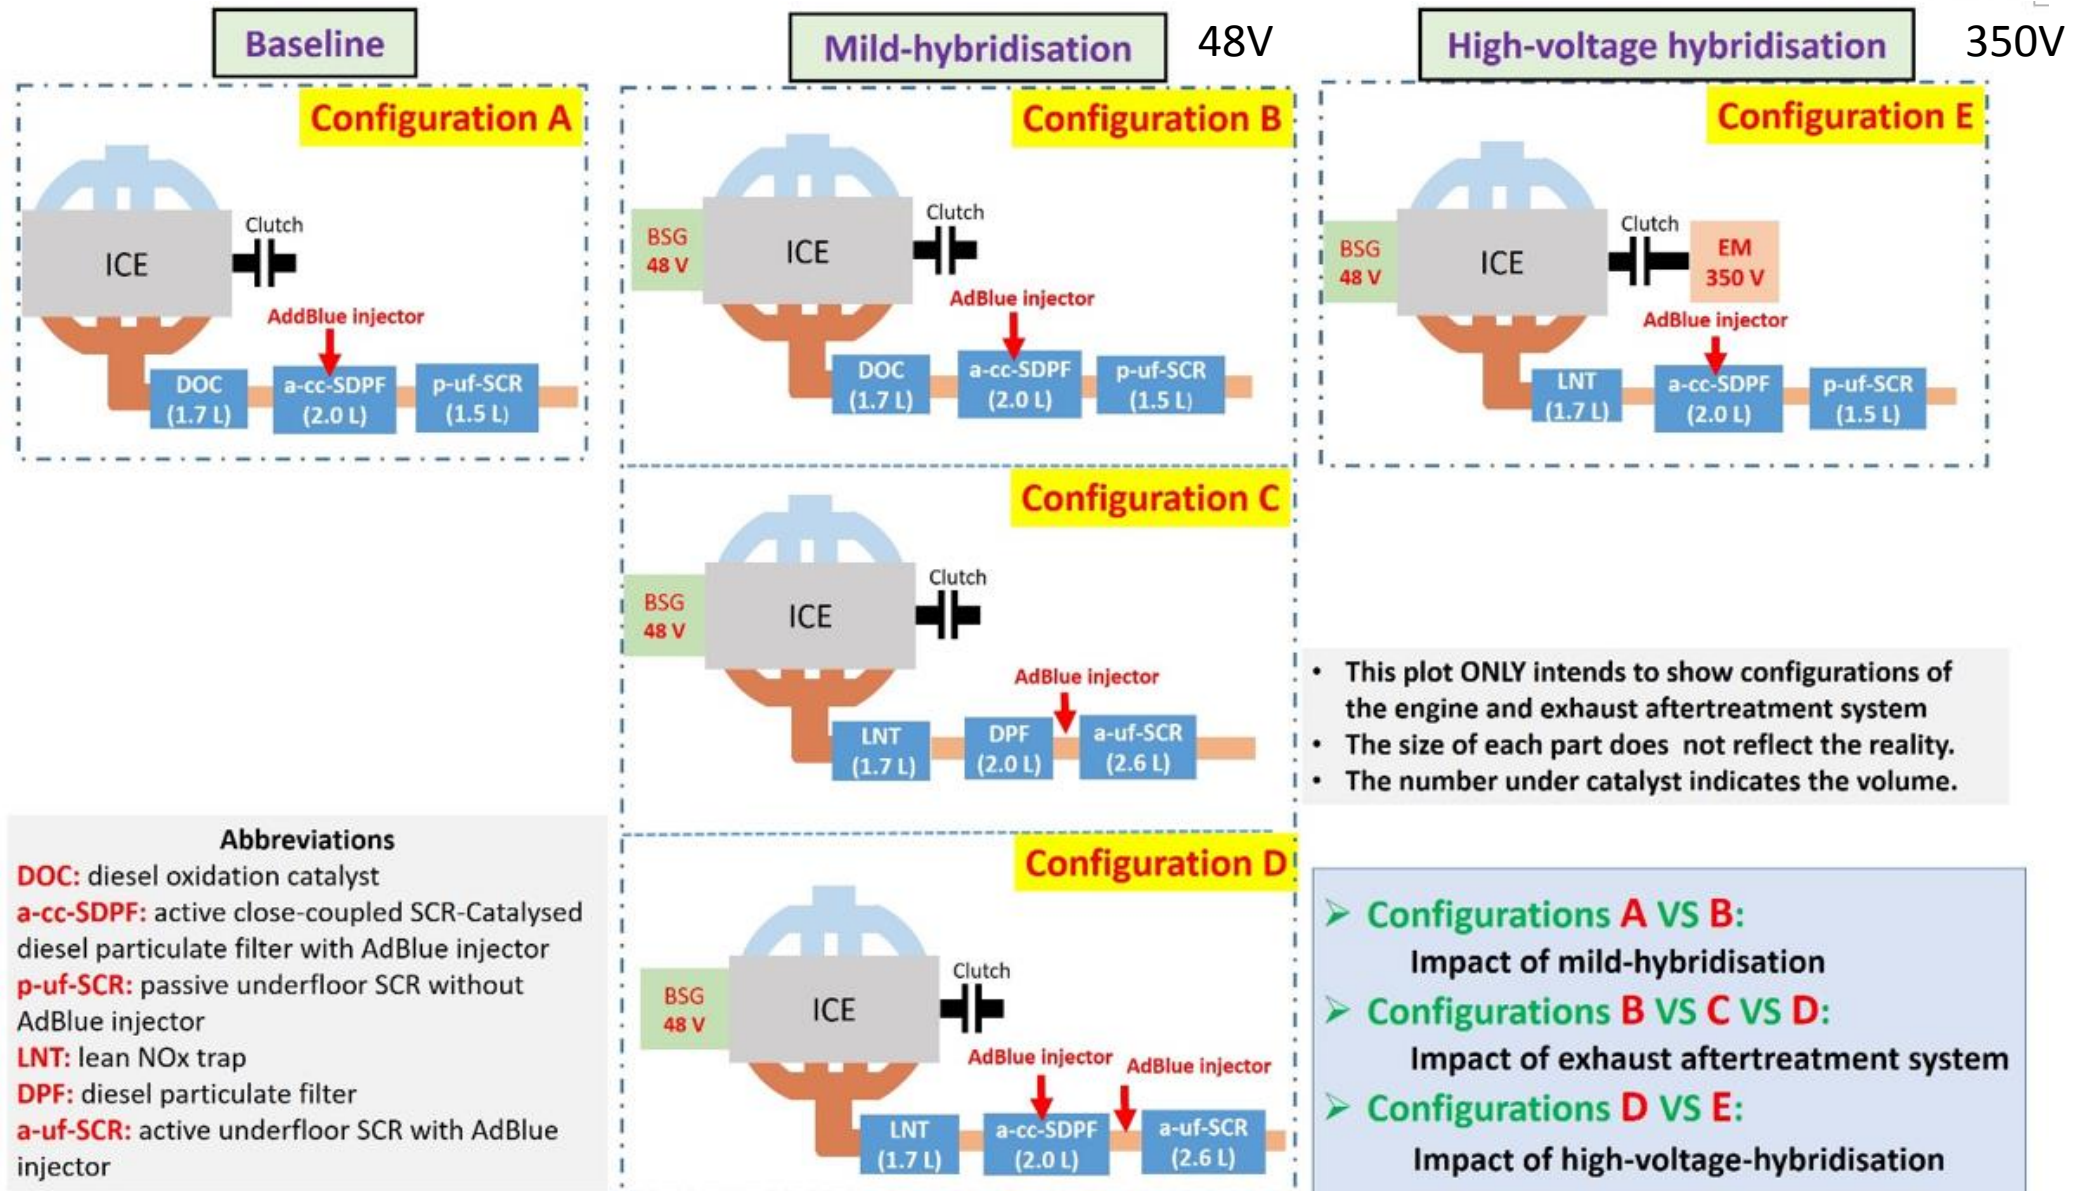 Baseline
Mild-hybridisation
48V
High-voltage hybridisation
350V
Configuration A
ICE
Clutch
AddBlue injector
DOC
(1.7 L)
a-cc-SDPF
(2.0 L)
p-uf-SCR
(1.5 L)
Configuration B
BSG
48 V
ICE
Clutch
AdBlue injector
DOC
(1.7 L)
a-cc-SDPF
(2.0 L)
p-uf-SCR
(1.5 L)
Configuration E
BSG
48 V
ICE
Clutch
EM
350 V
AdBlue injector
LNT
(1.7 L)
a-cc-SDPF
(2.0 L)
p-uf-SCR
(1.5 L)
Configuration C
BSG
48 V
ICE
Clutch
AdBlue injector
LNT
(1.7 L)
DPF
(2.0 L)
a-uf-SCR
(2.6 L)
• This plot ONLY intends to show configurations of
the engine and exhaust aftertreatment system
• The size of each part does not reflect the reality.
• The number under catalyst indicates the volume.
Abbreviations
DOC: diesel oxidation catalyst
a-cc-SDPF: active close-coupled SCR-Catalysed
diesel particulate filter with AdBlue injector
p-uf-SCR: passive underfloor SCR without
AdBlue injector
LNT: lean NOx trap
DPF: diesel particulate filter
a-uf-SCR: active underfloor SCR with AdBlue
injector
Configuration D
BSG
48 V
ICE
Clutch
AdBlue injector
AdBlue injector
LNT
(1.7 L)
a-cc-SDPF
(2.0 L)
a-uf-SCR
(2.6 L)
➢ Configurations A VS B:
Impact of mild-hybridisation
➢ Configurations B VS C VS D:
Impact of exhaust aftertreatment system
➢ Configurations D VS E:
Impact of high-voltage-hybridisation